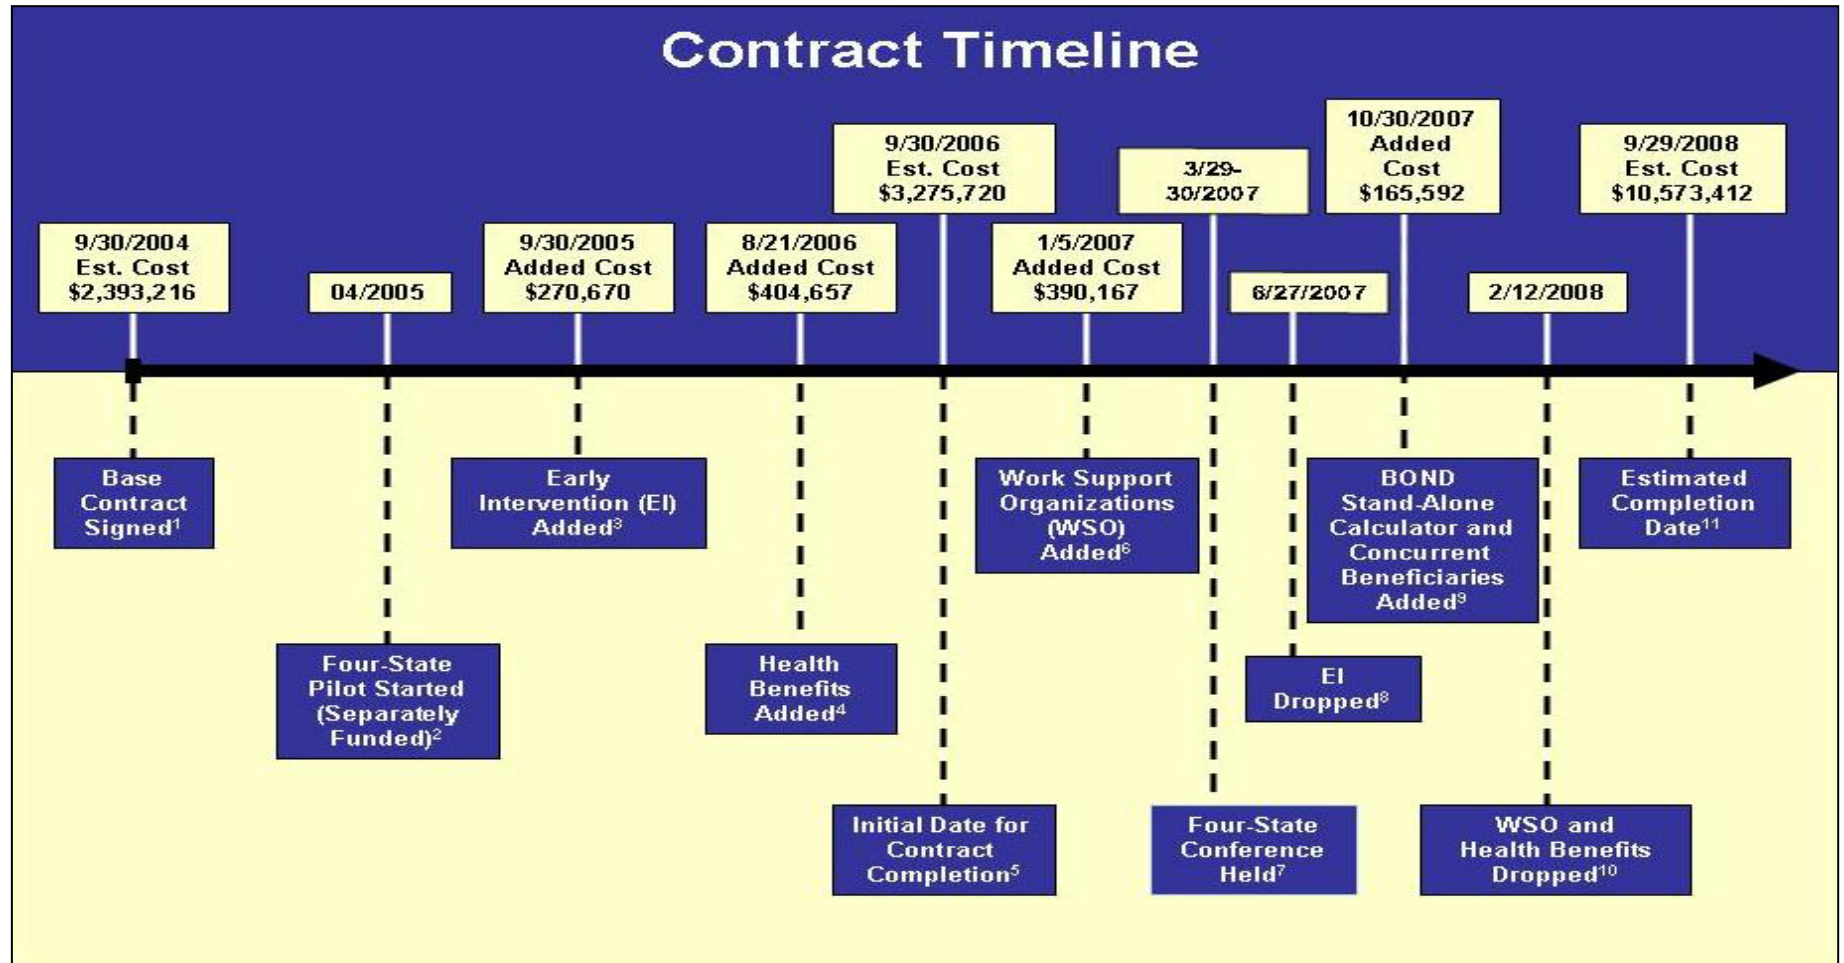 Contract Timeline
9/30/2004
Est. Cost
$2,393,216
04/2005
9/30/2005
Added Cost
$270,670
8/21/2006
Added Cost
$404,657
9/30/2006
Est. Cost
$3,275,720
1/5/2007
Added Cost
$390,167
3/29-
30/2007
6/27/2007
10/30/2007
Added
Cost
$165,592
2/12/2008
9/29/2008
Est. Cost
$10,573,412
Base
Contract
Signed¹
Four-State
Pilot Started
(Separately
Funded)²
Early
Intervention (EI)
Added³
Health
Benefits
Added⁴
Initial Date for
Contract
Completion⁵
Work Support
Organizations
(WSO)
Added⁶
Four-State
Conference
Held⁷
EI
Dropped⁸
BOND
Stand-Alone
Calculator and
Concurrent
Beneficiaries
Added⁹
WSO and
Health Benefits
Dropped¹⁰
Estimated
Completion
Date¹¹